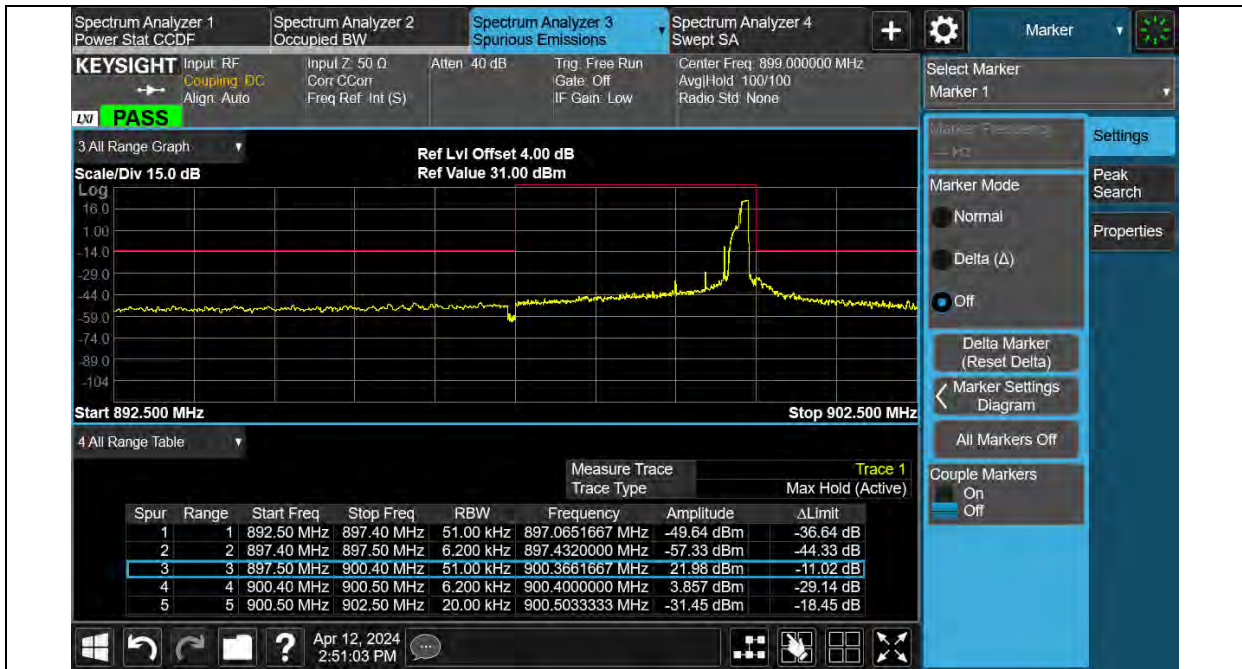 Spectrum Analyzer 1
Power Stat CCDF
Spectrum Analyzer 2
Occupied BW
Spectrum Analyzer 3
Spurious Emissions
Spectrum Analyzer 4
Swept SA
+
Marker
KEYSIGHT
Input: RF
Coupling: DC
Align: Auto
Input Z: 50 Ω
Corr CCorr
Freq Ref: Int (S)
Atten: 40 dB
Trig: Free Run
Gate: Off
IF Gain: Low
Center Freq: 899.000000 MHz
Avg|Hold: 100/100
Radio Std: None
LXI
PASS
Select Marker
Marker 1
3 All Range Graph
Ref Lvl Offset 4.00 dB
Scale/Div 15.0 dB
Ref Value 31.00 dBm
Log
16.0
1.00
-14.0
-29.0
-44.0
-59.0
-74.0
-89.0
-104
Start 892.500 MHz
Stop 902.500 MHz
Marker Frequency
--- Hz
Settings
Peak
Search
Properties
Marker Mode
Normal
Delta (Δ)
Off
Delta Marker
(Reset Delta)
Marker Settings
Diagram
All Markers Off
Couple Markers
On
Off
4 All Range Table
Measure Trace Trace 1
Trace Type Max Hold (Active)
Spur Range Start Freq Stop Freq RBW Frequency Amplitude ΔLimit
1 1 892.50 MHz 897.40 MHz 51.00 kHz 897.0651667 MHz -49.64 dBm -36.64 dB
2 2 897.40 MHz 897.50 MHz 6.200 kHz 897.4320000 MHz -57.33 dBm -44.33 dB
3 3 897.50 MHz 900.40 MHz 51.00 kHz 900.3661667 MHz 21.98 dBm -11.02 dB
4 4 900.40 MHz 900.50 MHz 6.200 kHz 900.4000000 MHz 3.857 dBm -29.14 dB
5 5 900.50 MHz 902.50 MHz 20.00 kHz 900.5033333 MHz -31.45 dBm -18.45 dB
?
Apr 12, 2024
2:51:03 PM